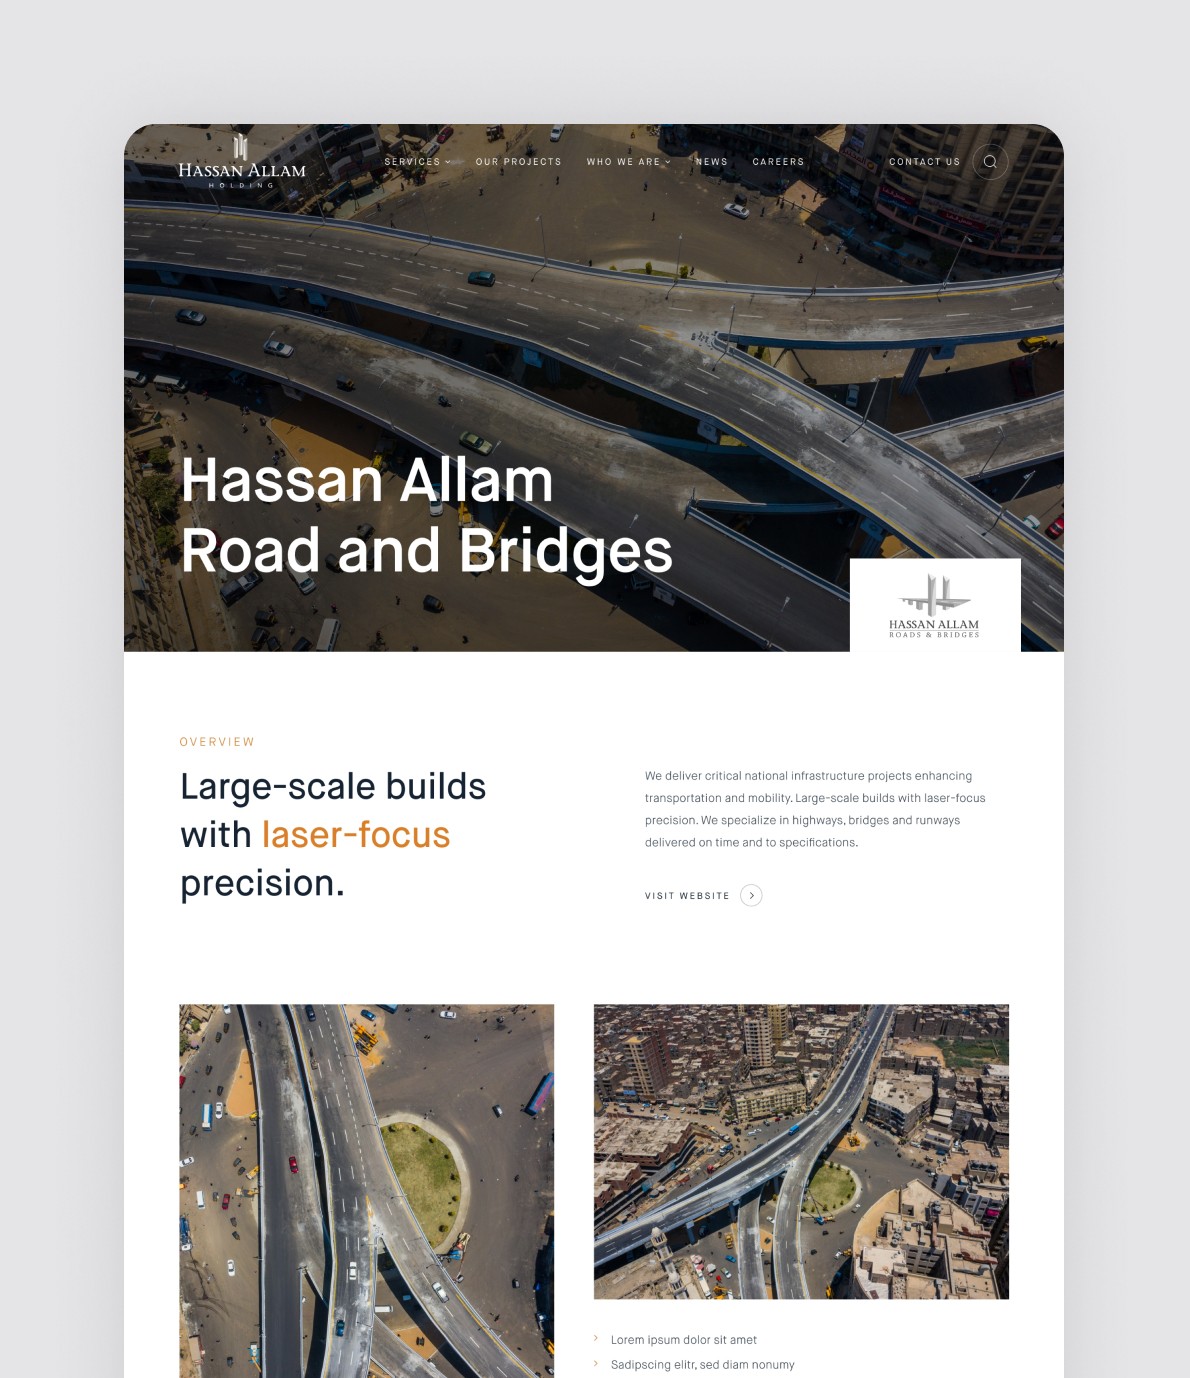 HASSAN ALLAM
HOLDING
SERVICES
OUR PROJECTS
WHO WE ARE
NEWS
CAREERS
CONTACT US
Hassan Allam
Road and Bridges
HASSAN ALLAM
ROADS & BRIDGES
OVERVIEW
Large-scale builds
with laser-focus
precision.
We deliver critical national infrastructure projects enhancing
transportation and mobility. Large-scale builds with laser-focus
precision. We specialize in highways, bridges and runways
delivered on time and to specifications.
VISIT WEBSITE
Lorem ipsum dolor sit amet
Sadipscing elitr, sed diam nonumy